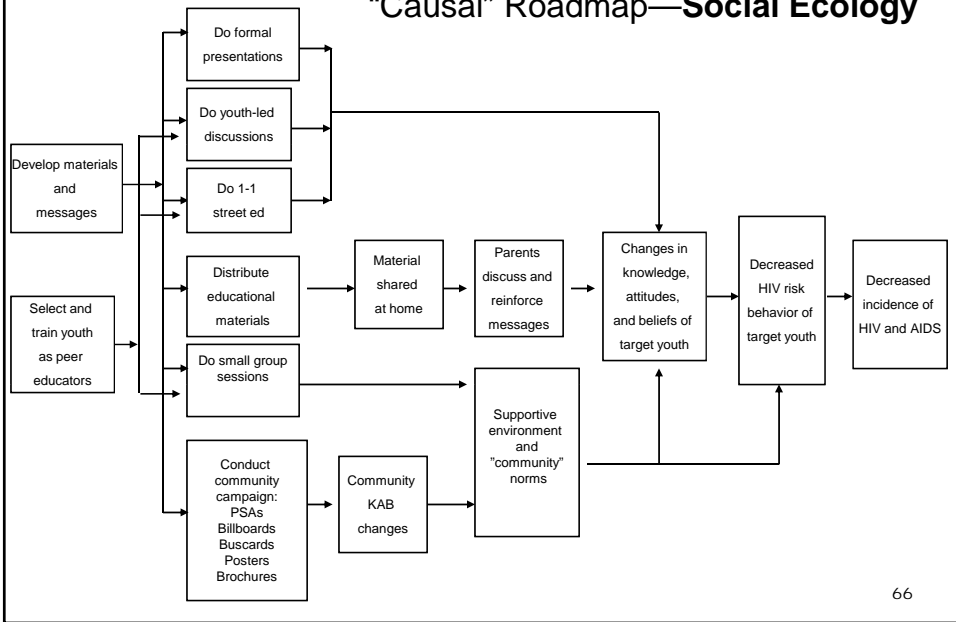 "Causal" Roadmap—Social Ecology
Do formal
presentations
Do youth-led
discussions
Develop materials
and
messages
Do 1-1
street ed
Distribute
educational
materials
Material
shared
at home
Parents
discuss and
reinforce
messages
Changes in
knowledge,
attitudes,
and beliefs of
target youth
Decreased
HIV risk
behavior of
target youth
Decreased
incidence of
HIV and AIDS
Select and
train youth
as peer
educators
Do small group
sessions
Supportive
environment
and
"community"
norms
Conduct
community
campaign:
PSAs
Billboards
Buscards
Posters
Brochures
Community
KAB
changes
66